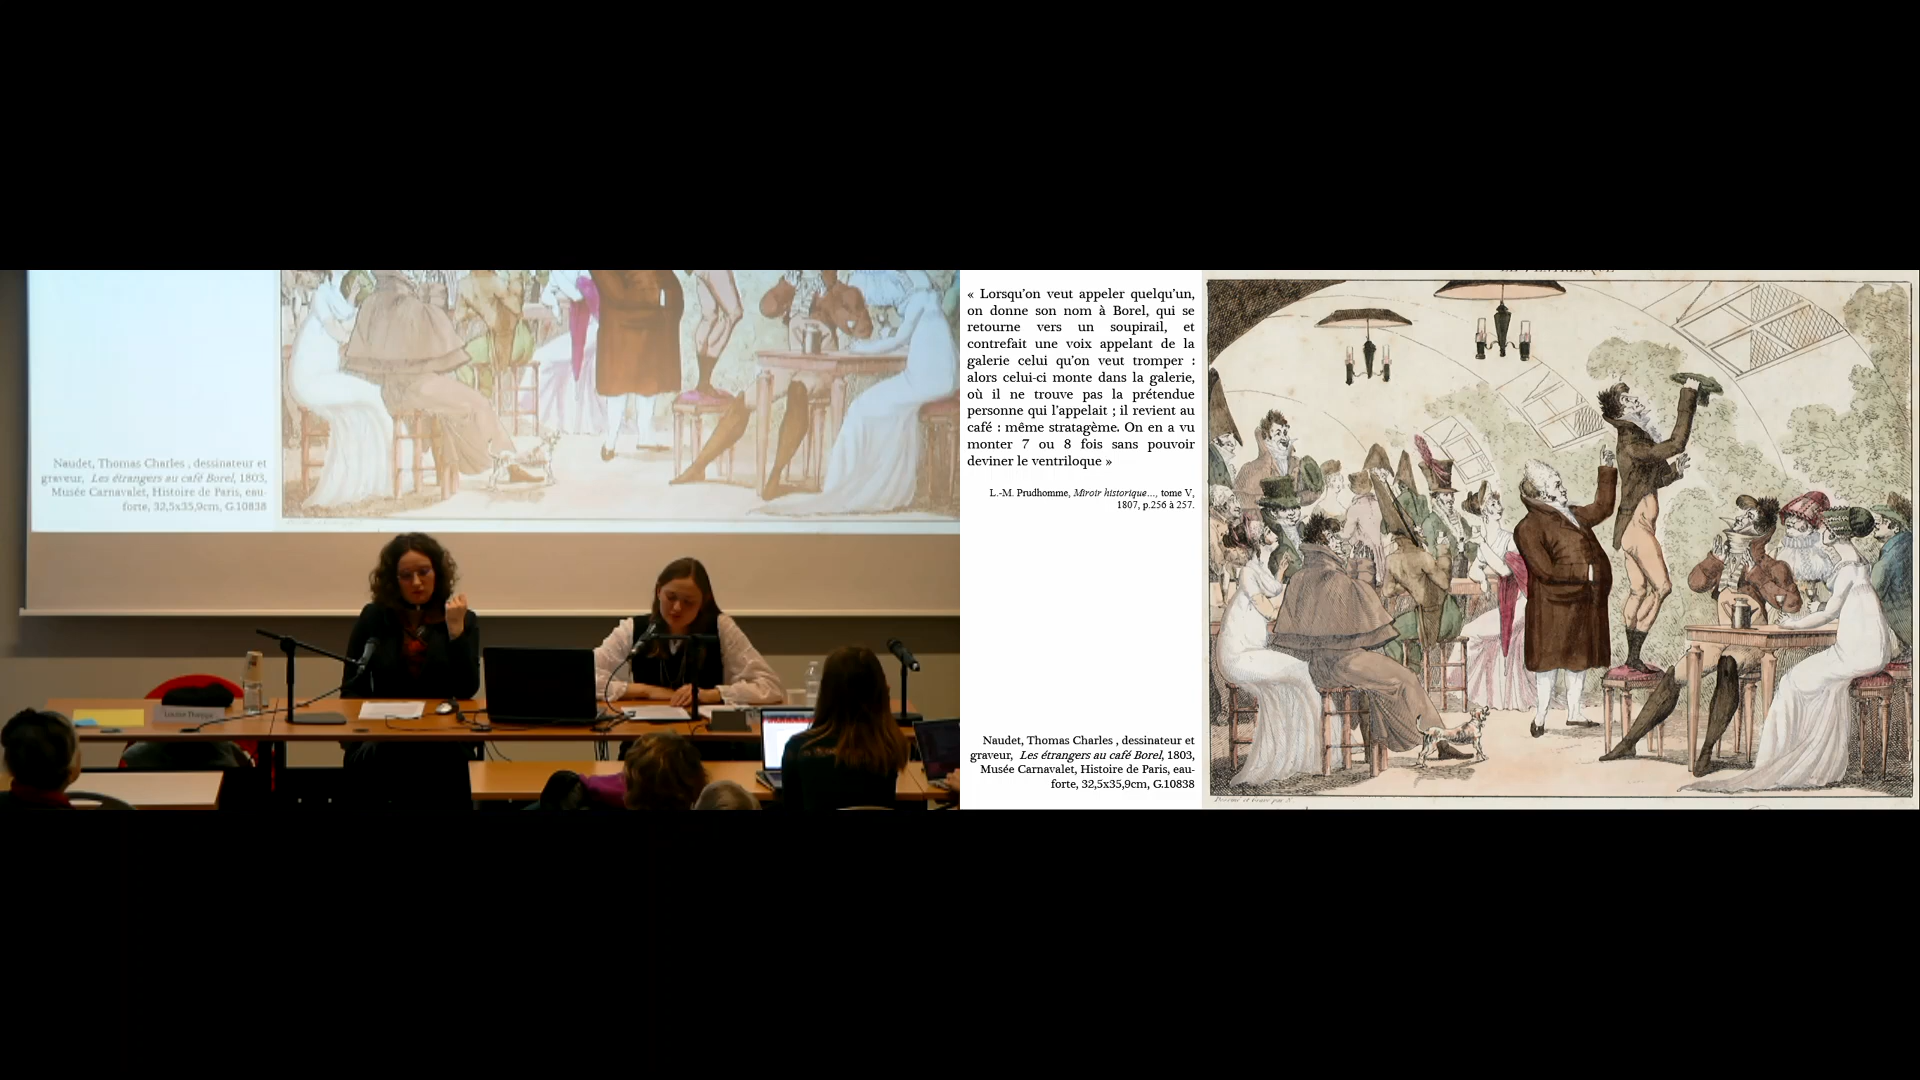 Naudet, Thomas Charles , dessinateur et
graveur, Les étrangers au café Borel, 1803,
Musée Carnavalet, Histoire de Paris, eau-
forte, 32,5x35,9cm, G.10838
« Lorsqu'on veut appeler quelqu'un,
on donne son nom à Borel, qui se
retourne vers un soupirail, et
contrefait une voix appelant de la
galerie celui qu'on veut tromper :
alors celui-ci monte dans la galerie,
où il ne trouve pas la prétendue
personne qui l'appelait ; il revient au
café : même stratagème. On en a vu
monter 7 ou 8 fois sans pouvoir
deviner le ventriloque »
L.-M. Prudhomme, Miroir historique..., tome V,
1807, p.256 à 257.
Naudet, Thomas Charles , dessinateur et
graveur, Les étrangers au café Borel, 1803,
Musée Carnavalet, Histoire de Paris, eau-
forte, 32,5x35,9cm, G.10838
Dessiné et Gravé par N.